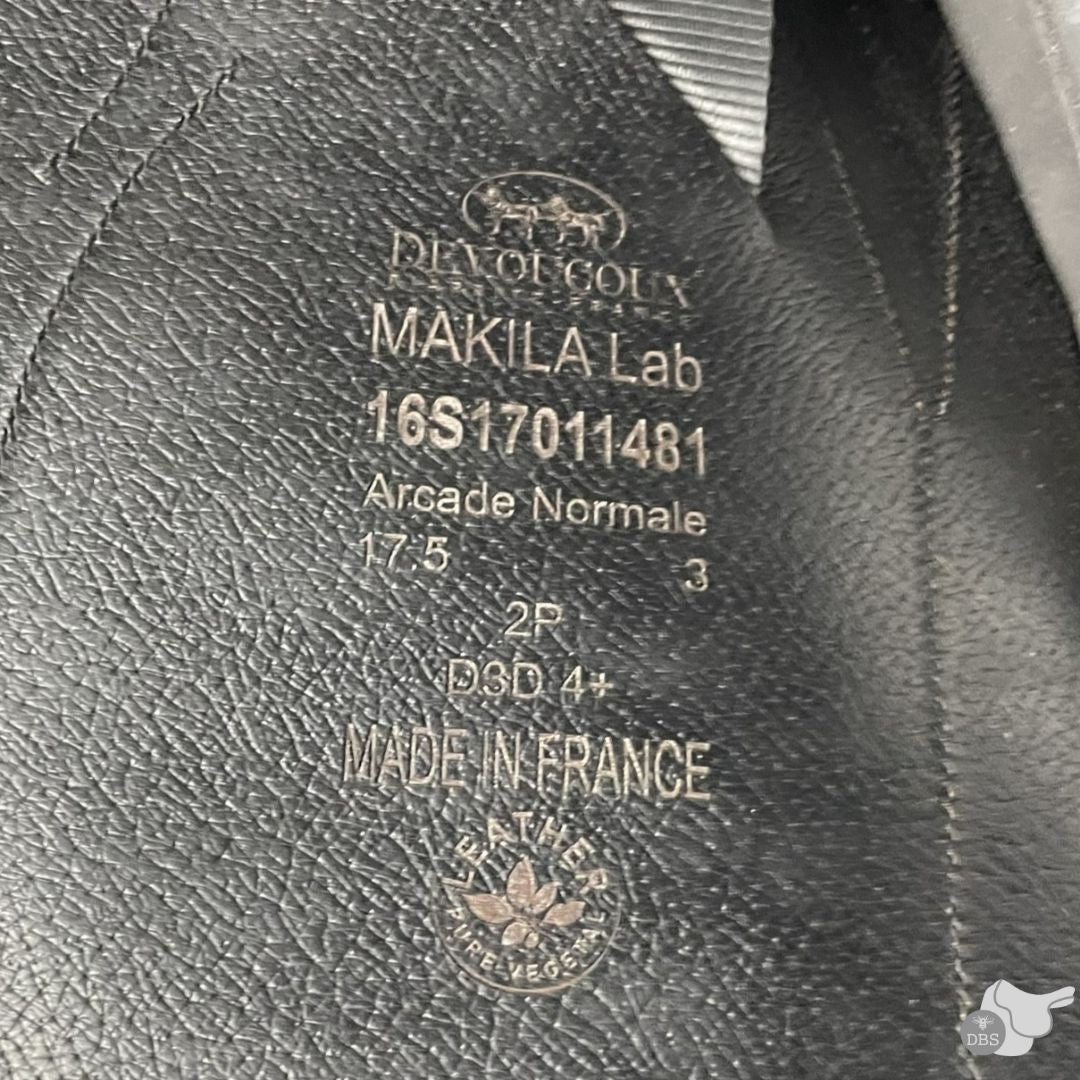 DEVOUCOUX
MAKILA Lab
16S17011481
Arcade Normale
17.5 3
2P
D3D 4+
MADE IN FRANCE
LEATHER
PURE VEGETAL
DBS